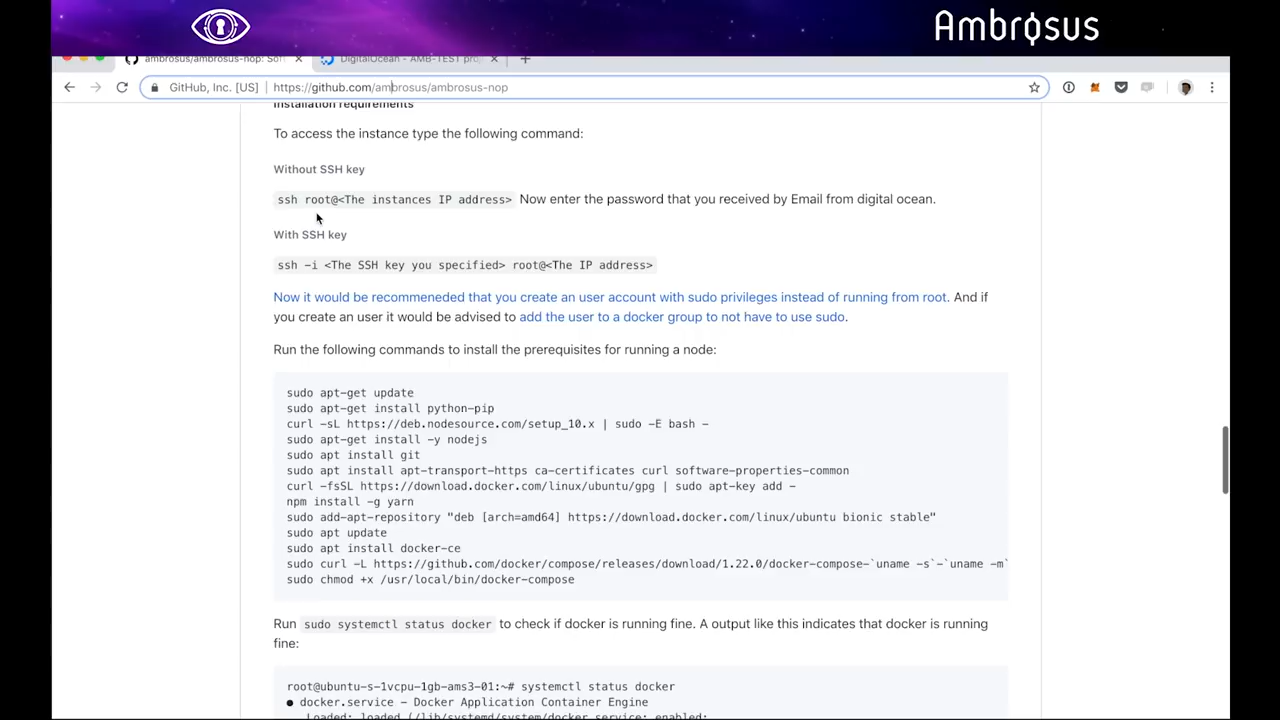 Ambrosus
ambrosus/ambrosus-nop: Soft
DigitalOcean - AMB-TEST pro
GitHub, Inc. [US] | https://github.com/ambrosus/ambrosus-nop
Installation requirements
To access the instance type the following command:
Without SSH key
ssh root@<The instances IP address> Now enter the password that you received by Email from digital ocean.
With SSH key
ssh -i <The SSH key you specified> root@<The IP address>
Now it would be recommeneded that you create an user account with sudo privileges instead of running from root. And if
you create an user it would be advised to add the user to a docker group to not have to use sudo.
Run the following commands to install the prerequisites for running a node:
sudo apt-get update
sudo apt-get install python-pip
curl -sL https://deb.nodesource.com/setup_10.x | sudo -E bash -
sudo apt-get install -y nodejs
sudo apt install git
sudo apt install apt-transport-https ca-certificates curl software-properties-common
curl -fsSL https://download.docker.com/linux/ubuntu/gpg | sudo apt-key add -
npm install -g yarn
sudo add-apt-repository "deb [arch=amd64] https://download.docker.com/linux/ubuntu bionic stable"
sudo apt update
sudo apt install docker-ce
sudo curl -L https://github.com/docker/compose/releases/download/1.22.0/docker-compose-`uname -s`-`uname -m`
sudo chmod +x /usr/local/bin/docker-compose
Run sudo systemctl status docker to check if docker is running fine. A output like this indicates that docker is running
fine:
root@ubuntu-s-1vcpu-1gb-ams3-01:~# systemctl status docker
● docker.service - Docker Application Container Engine
Loaded: loaded (/lib/systemd/system/docker.service; enabled;